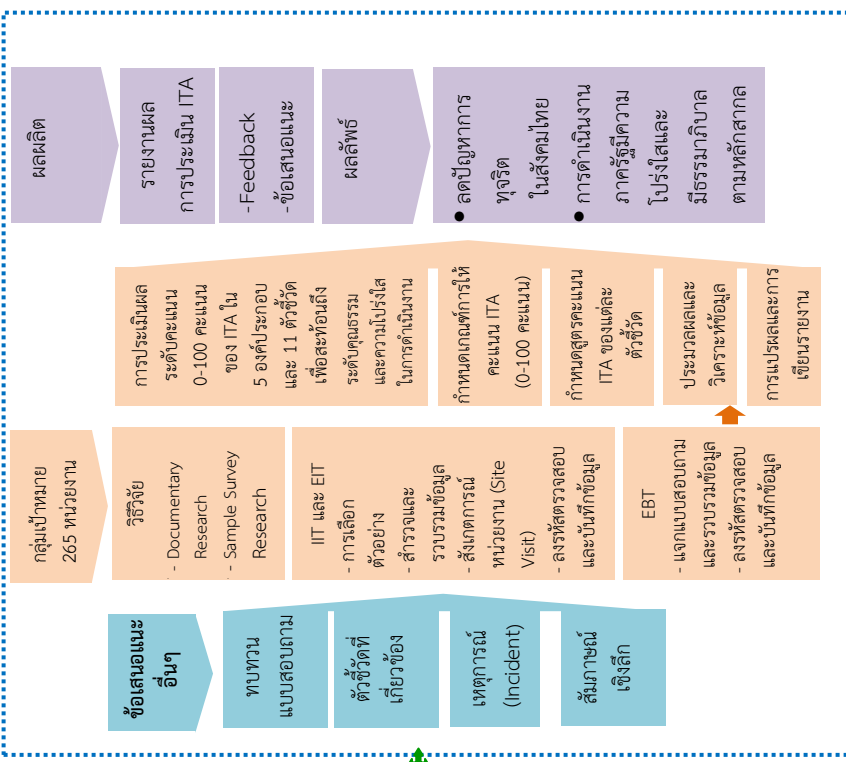 ข้อเสนอแนะ
อื่นๆ
ทบทวน
แบบสอบถาม
ตัวชี้วัดที่
เกี่ยวข้อง
เหตุการณ์
(Incident)
สัมภาษณ์
เชิงลึก
กลุ่มเป้าหมาย
265 หน่วยงาน
วิธีวิจัย
- Documentary
Research
- Sample Survey
Research
IIT และ EIT
- การเลือก
ตัวอย่าง
- สำรวจและ
รวบรวมข้อมูล
- สังเกตการณ์
หน่วยงาน (Site
Visit)
- ลงรหัสตรวจสอบ
และบันทึกข้อมูล
EBT
- แจกแบบสอบถาม
และรวบรวมข้อมูล
- ลงรหัสตรวจสอบ
และบันทึกข้อมูล
การประเมินผล
ระดับคะแนน
0-100 คะแนน
ของ ITA ใน
5 องค์ประกอบ
และ 11 ตัวชี้วัด
เพื่อสะท้อนถึง
ระดับคุณธรรม
และความโปร่งใส
ในการดำเนินงาน
กำหนดเกณฑ์การให้
คะแนน ITA
(0-100 คะแนน)
กำหนดสูตรคะแนน
ITA ของแต่ละ
ตัวชี้วัด
ประมวลผลและ
วิเคราะห์ข้อมูล
การแปรผลและการ
เขียนรายงาน
ผลผลิต
รายงานผล
การประเมิน ITA
- Feedback
- ข้อเสนอแนะ
ผลลัพธ์
● ลดปัญหาการ
ทุจริต
ในสังคมไทย
● การดำเนินงาน
ภาครัฐมีความ
โปร่งใสและ
มีธรรมาภิบาล
ตามหลักสากล